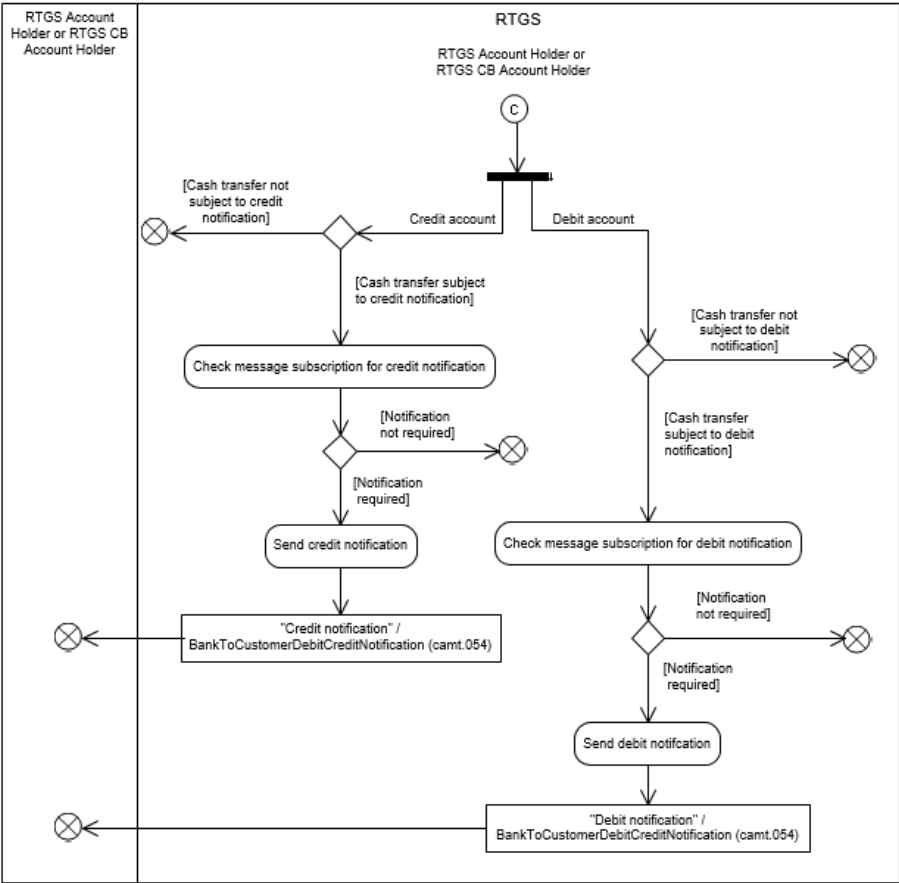 RTGS Account
Holder or RTGS CB
Account Holder
RTGS
RTGS Account Holder or
RTGS CB Account Holder
C
[Cash transfer not
subject to credit
notification]
Credit account
Debit account
[Cash transfer subject
to credit notification]
[Cash transfer not
subject to debit
notification]
Check message subscription for credit notification
[Notification
not required]
[Cash transfer
subject to debit
notification]
[Notification
required]
Send credit notification
Check message subscription for debit notification
[Notification
not required]
"Credit notification" /
BankToCustomerDebitCreditNotification (camt.054)
[Notification
required]
Send debit notifcation
"Debit notification" /
BankToCustomerDebitCreditNotification (camt.054)